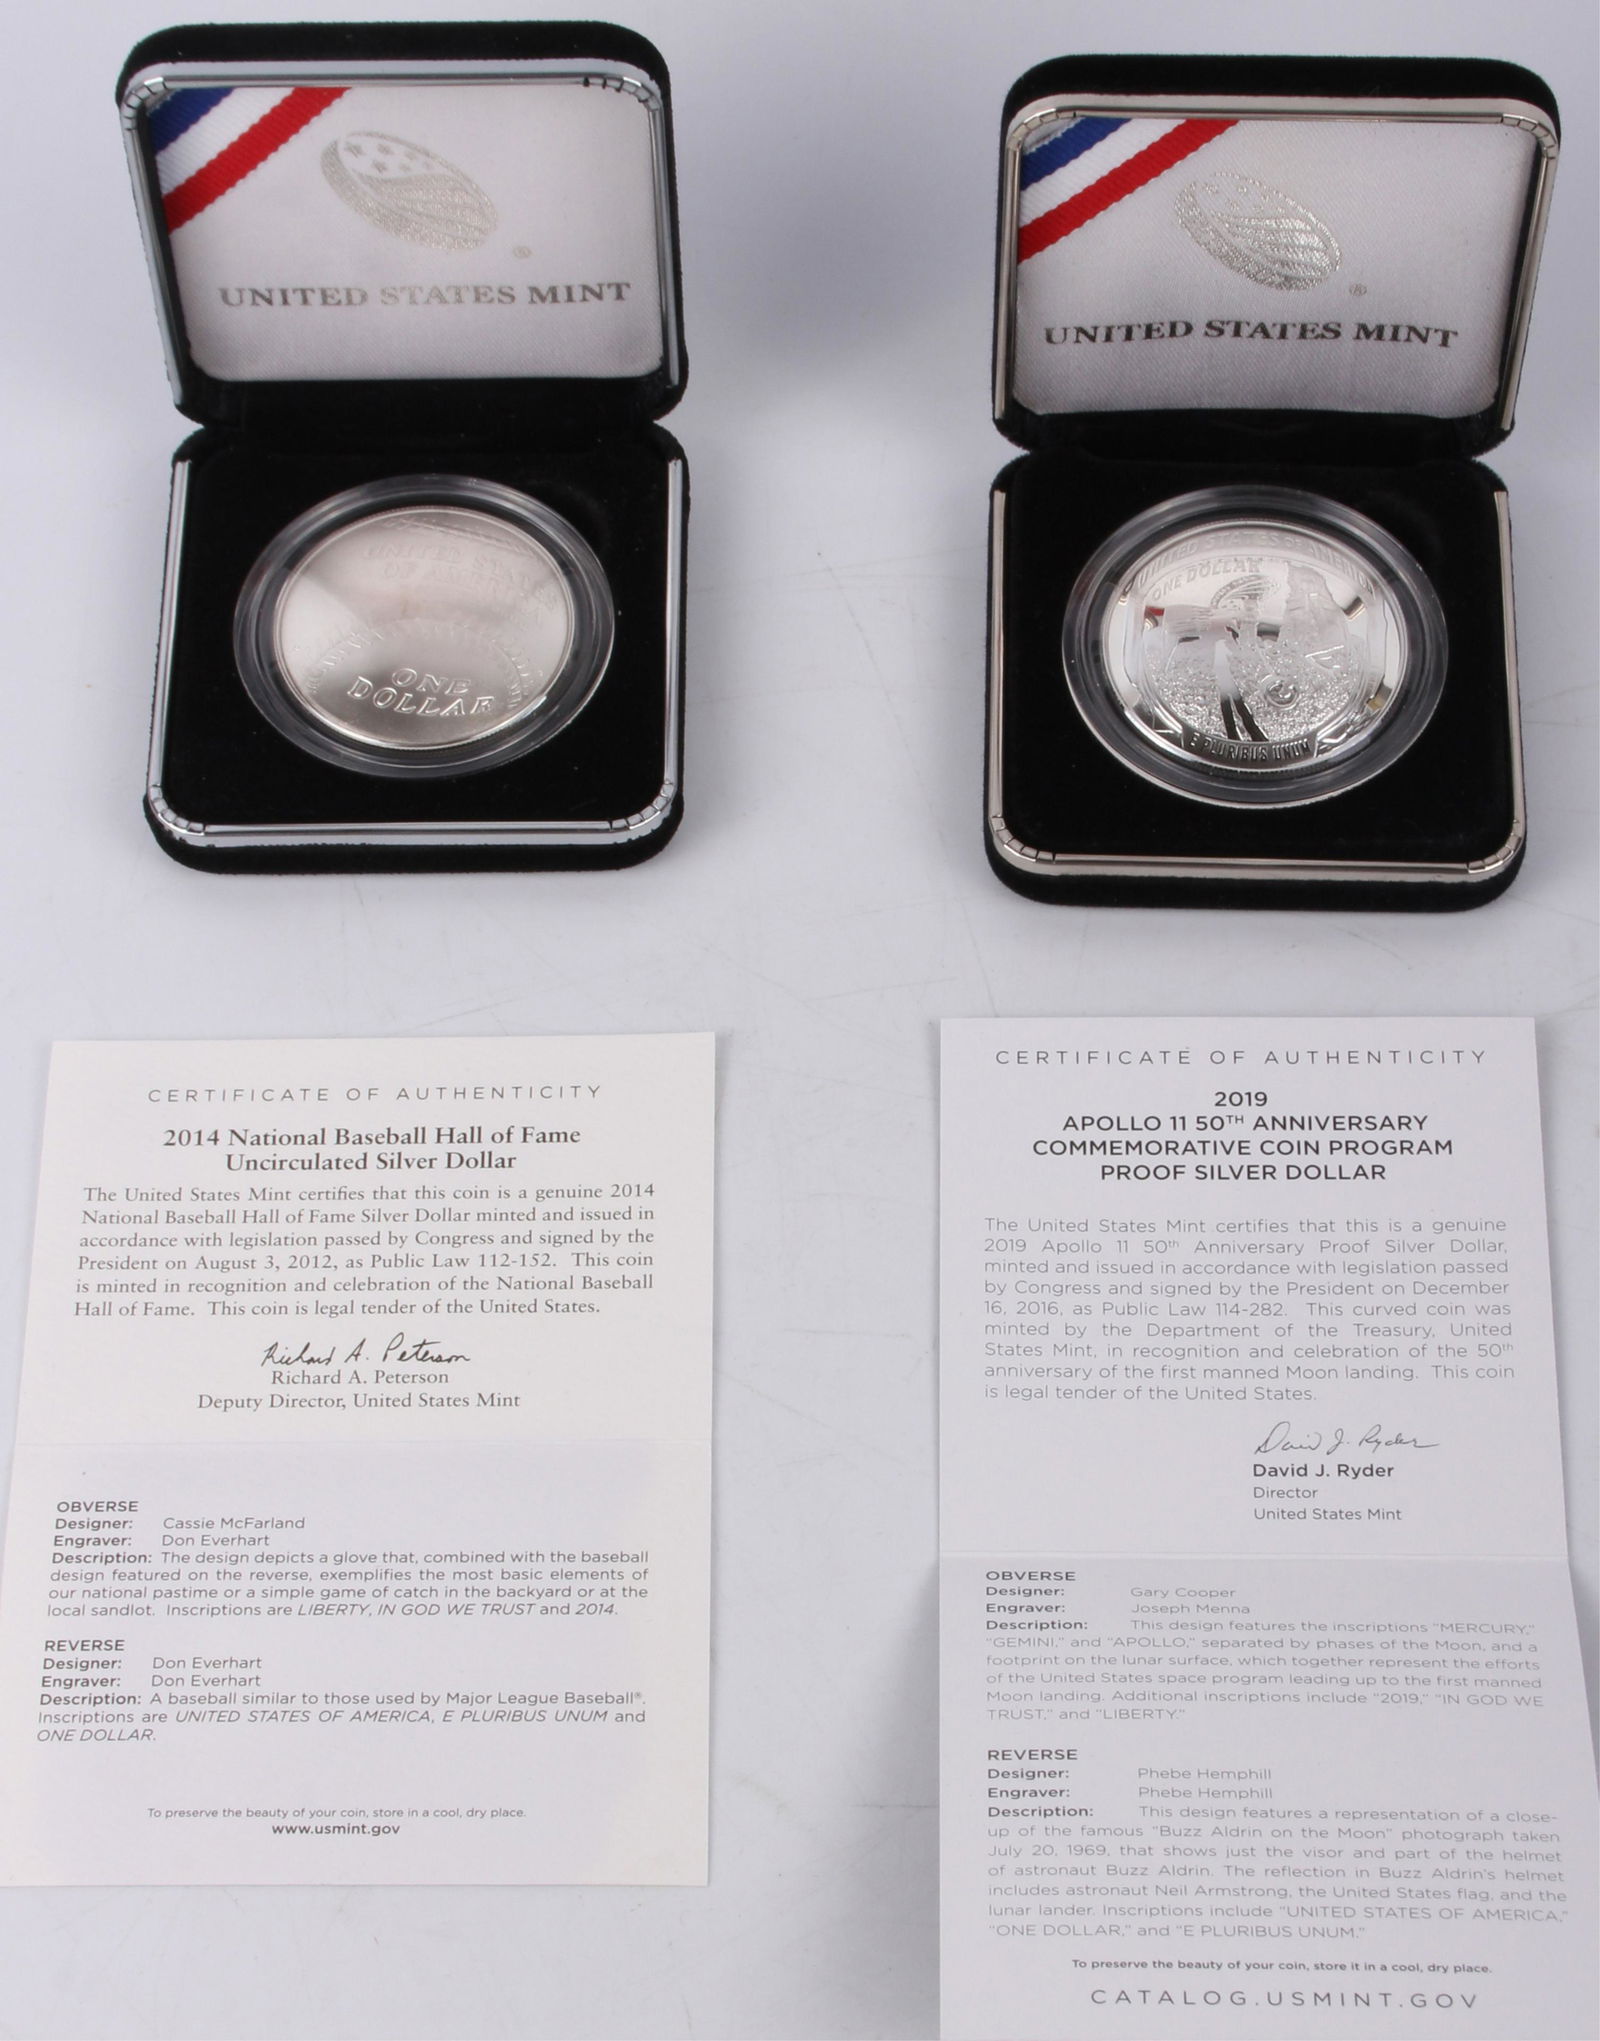 ®
UNITED STATES MINT
®
UNITED STATES MINT
UNITED STATES
OF AMERICA
ONE
DOLLAR
UNITED STATES OF AMERICA
ONE DOLLAR
E PLURIBUS UNUM
CERTIFICATE OF AUTHENTICITY
2014 National Baseball Hall of Fame
Uncirculated Silver Dollar
The United States Mint certifies that this coin is a genuine 2014
National Baseball Hall of Fame Silver Dollar minted and issued in
accordance with legislation passed by Congress and signed by the
President on August 3, 2012, as Public Law 112-152. This coin
is minted in recognition and celebration of the National Baseball
Hall of Fame. This coin is legal tender of the United States.
Richard A. Peterson
Richard A. Peterson
Deputy Director, United States Mint
OBVERSE
Designer: Cassie McFarland
Engraver: Don Everhart
Description: The design depicts a glove that, combined with the baseball
design featured on the reverse, exemplifies the most basic elements of
our national pastime or a simple game of catch in the backyard or at the
local sandlot. Inscriptions are LIBERTY, IN GOD WE TRUST and 2014.
REVERSE
Designer: Don Everhart
Engraver: Don Everhart
Description: A baseball similar to those used by Major League Baseball®.
Inscriptions are UNITED STATES OF AMERICA, E PLURIBUS UNUM and
ONE DOLLAR.
To preserve the beauty of your coin, store in a cool, dry place.
www.usmint.gov
CERTIFICATE OF AUTHENTICITY
2019
APOLLO 11 50TH ANNIVERSARY
COMMEMORATIVE COIN PROGRAM
PROOF SILVER DOLLAR
The United States Mint certifies that this is a genuine
2019 Apollo 11 50th Anniversary Proof Silver Dollar,
minted and issued in accordance with legislation passed
by Congress and signed by the President on December
16, 2016, as Public Law 114-282. This curved coin was
minted by the Department of the Treasury, United
States Mint, in recognition and celebration of the 50th
anniversary of the first manned Moon landing. This coin
is legal tender of the United States.
David J. Ryder
David J. Ryder
Director
United States Mint
OBVERSE
Designer: Gary Cooper
Engraver: Joseph Menna
Description: This design features the inscriptions "MERCURY,"
"GEMINI," and "APOLLO," separated by phases of the Moon, and a
footprint on the lunar surface, which together represent the efforts
of the United States space program leading up to the first manned
Moon landing. Additional inscriptions include "2019," "IN GOD WE
TRUST," and "LIBERTY."
REVERSE
Designer: Phebe Hemphill
Engraver: Phebe Hemphill
Description: This design features a representation of a close-
up of the famous "Buzz Aldrin on the Moon" photograph taken
July 20, 1969, that shows just the visor and part of the helmet
of astronaut Buzz Aldrin. The reflection in Buzz Aldrin's helmet
includes astronaut Neil Armstrong, the United States flag, and the
lunar lander. Inscriptions include "UNITED STATES OF AMERICA,"
"ONE DOLLAR," and "E PLURIBUS UNUM."
To preserve the beauty of your coin, store it in a cool, dry place.
CATALOG.USMINT.GOV